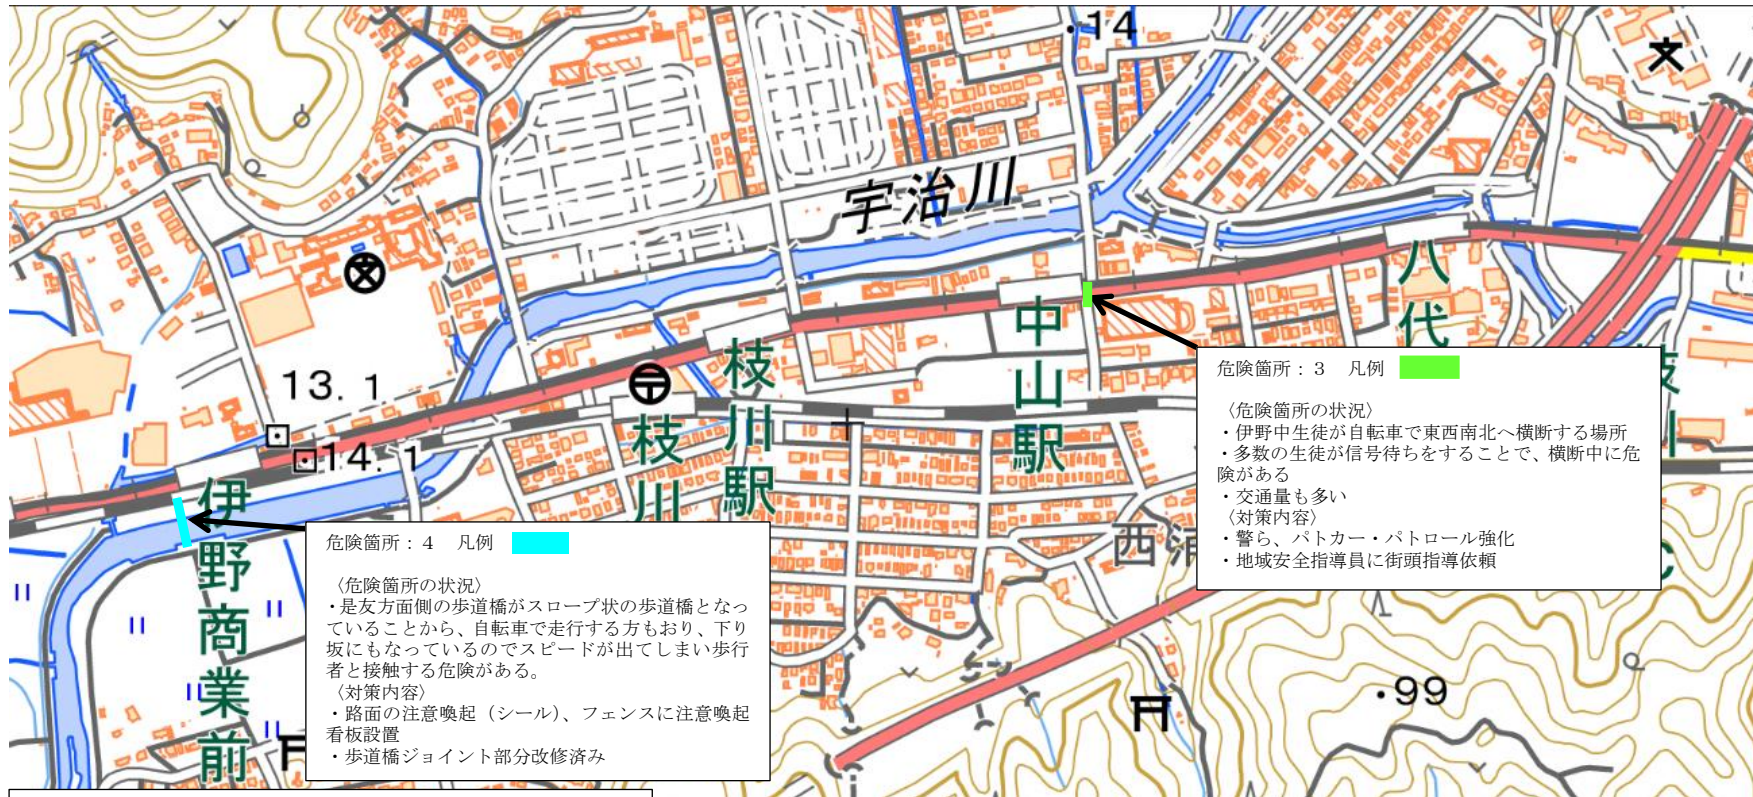 ・14
宇治川
八代
中山駅
枝川駅
枝川
13.1
14.1
伊野商業前
西浦
・99
危険箇所：３　凡例
〈危険箇所の状況〉
・伊野中生徒が自転車で東西南北へ横断する場所
・多数の生徒が信号待ちをすることで、横断中に危
険がある
・交通量も多い
〈対策内容〉
・警ら、パトカー・パトロール強化
・地域安全指導員に街頭指導依頼
危険箇所：４　凡例
〈危険箇所の状況〉
・是友方面側の歩道橋がスロープ状の歩道橋となっ
ていることから、自転車で走行する方もおり、下り
坂にもなっているのでスピードが出てしまい歩行
者と接触する危険がある。
〈対策内容〉
・路面の注意喚起（シール）、フェンスに注意喚起
看板設置
・歩道橋ジョイント部分改修済み